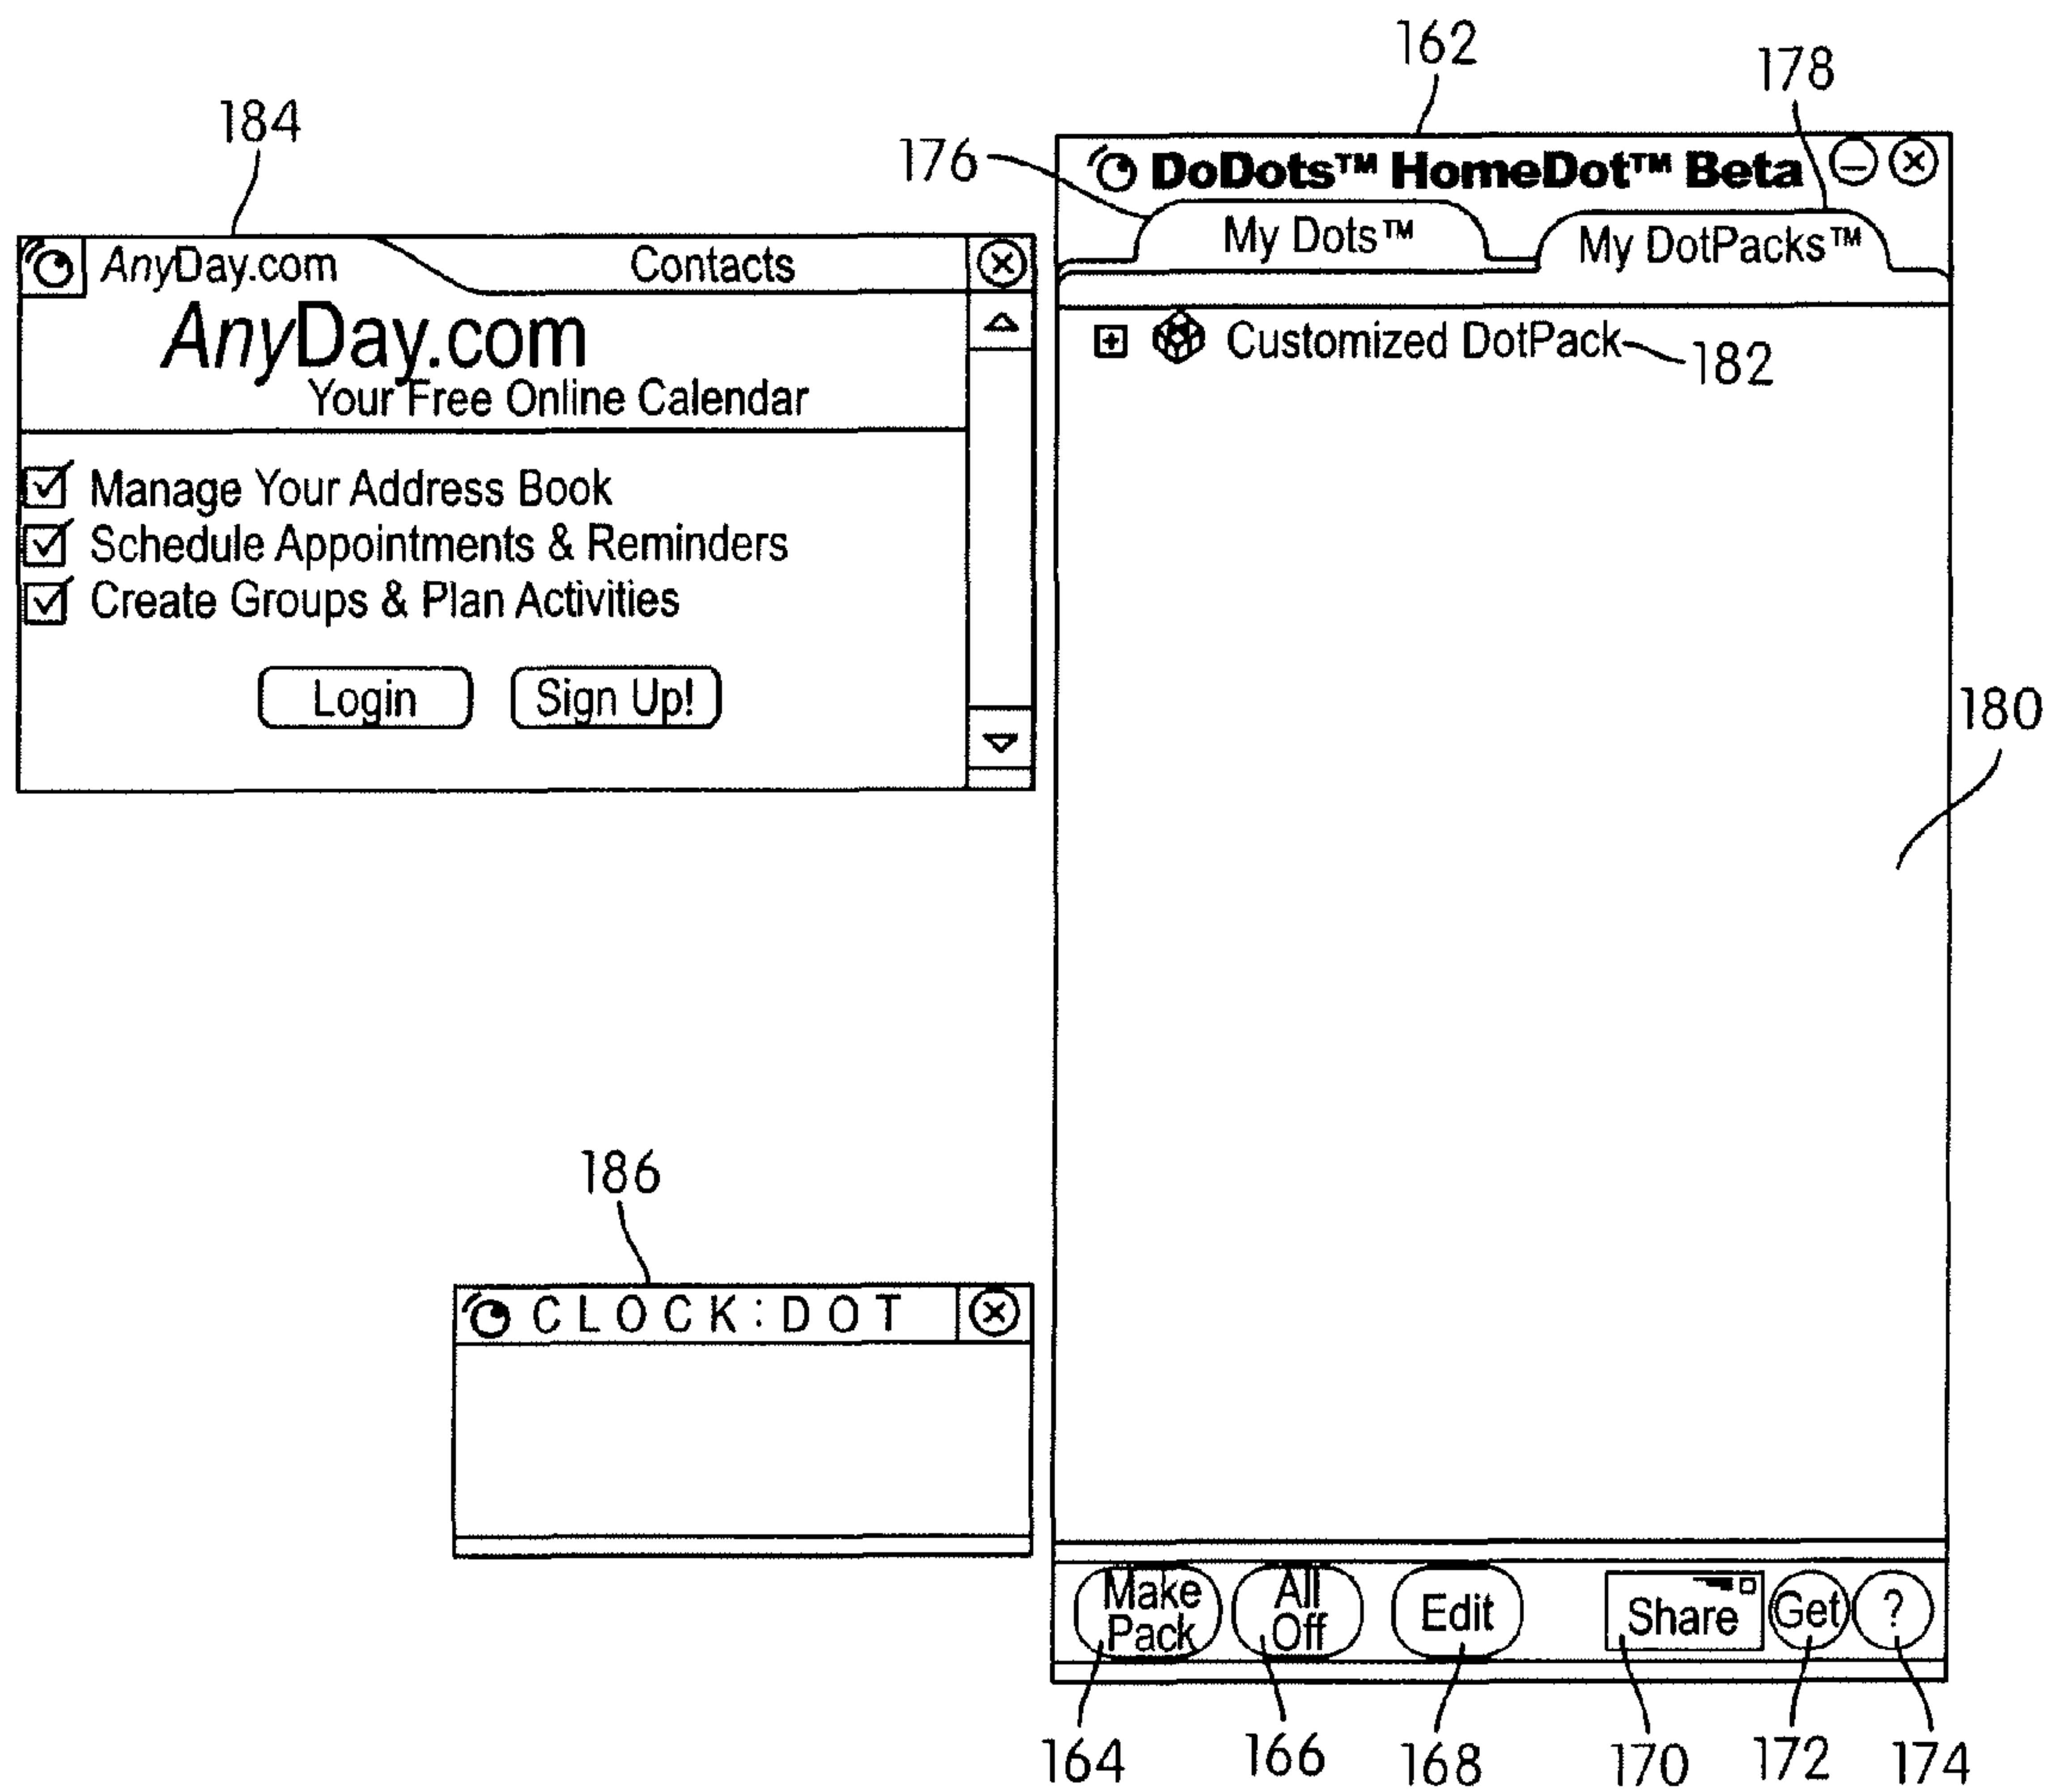 162
178
184
176
DoDots™ HomeDot™ Beta
My Dots™
My DotPacks™
AnyDay.com
Contacts
AnyDay.com
Your Free Online Calendar
Customized DotPack
182
Manage Your Address Book
Schedule Appointments & Reminders
Create Groups & Plan Activities
Login
Sign Up!
180
186
CLOCK:DOT
Make
Pack
All
Off
Edit
Share
Get
?
164
166
168
170
172
174